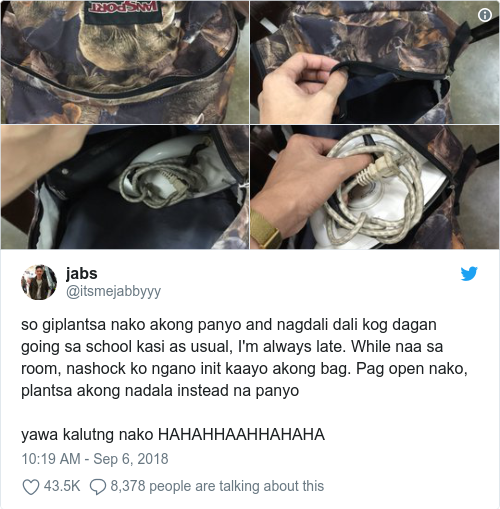 JANSPORT
jabs
@itsmejabbyyy
so giplantsa nako akong panyo and nagdali dali kog dagan
going sa school kasi as usual, I'm always late. While naa sa
room, nashock ko ngano init kaayo akong bag. Pag open nako,
plantsa akong nadala instead na panyo
yawa kalutng nako HAHAHHAAHHAHAHA
10:19 AM - Sep 6, 2018
43.5K 8,378 people are talking about this